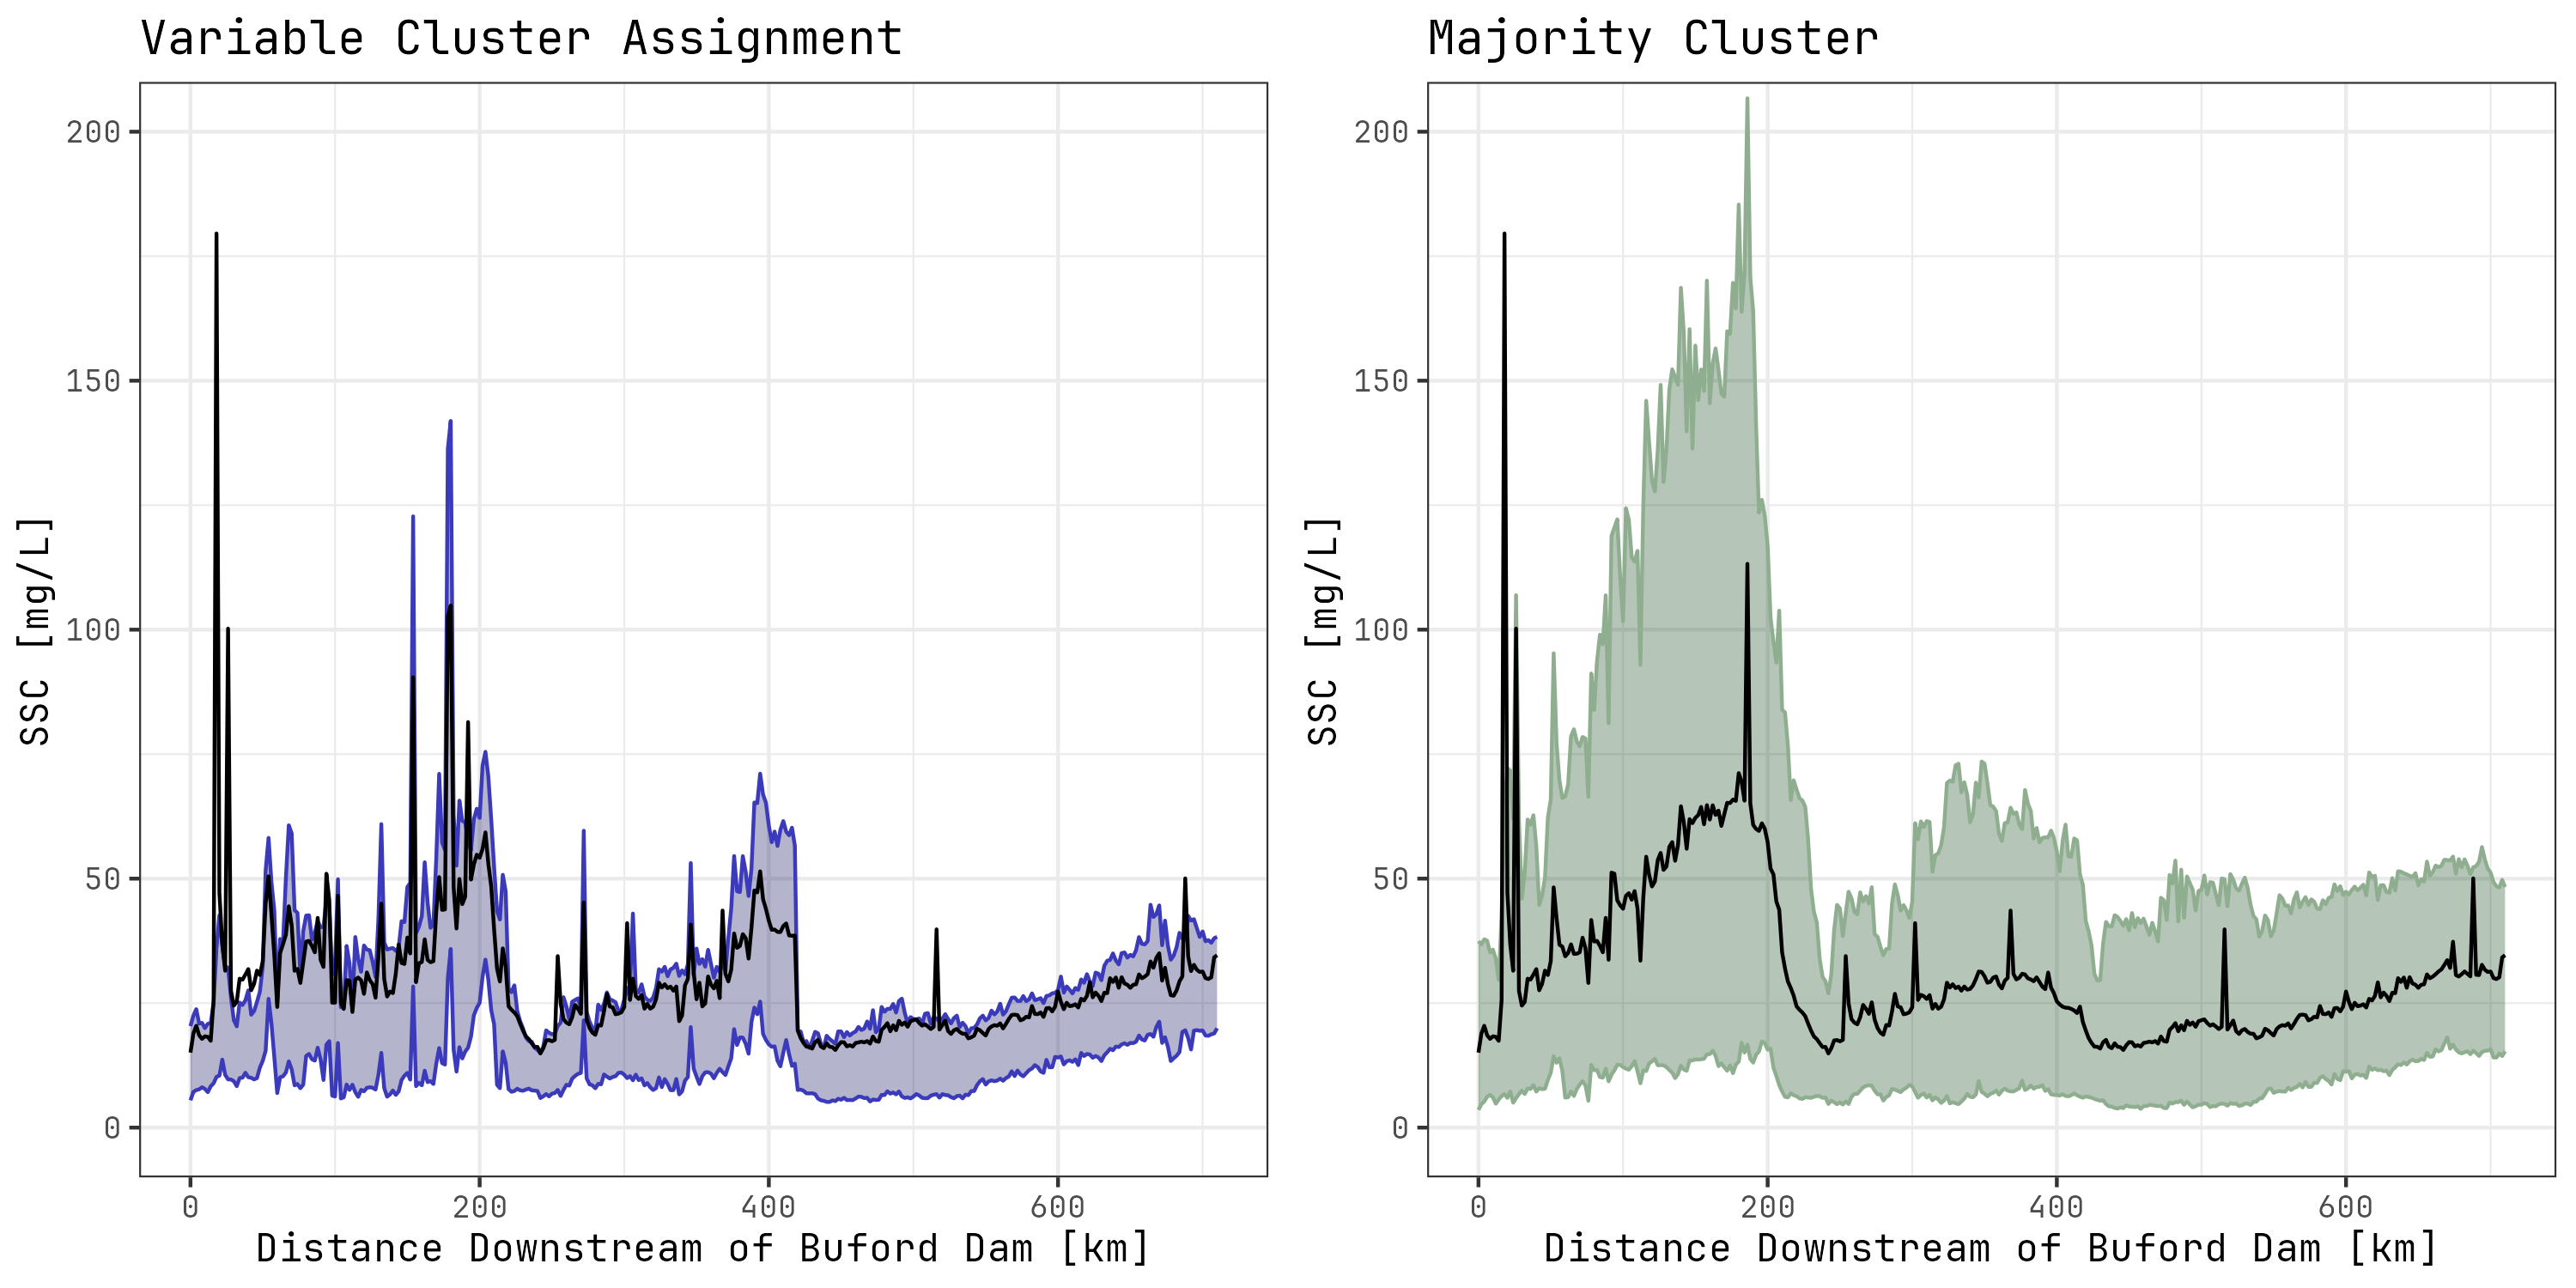 Variable Cluster Assignment
SSC [mg/L]
200
150
100
50
0
0 200 400 600
Distance Downstream of Buford Dam [km]
Majority Cluster
SSC [mg/L]
200
150
100
50
0
0 200 400 600
Distance Downstream of Buford Dam [km]